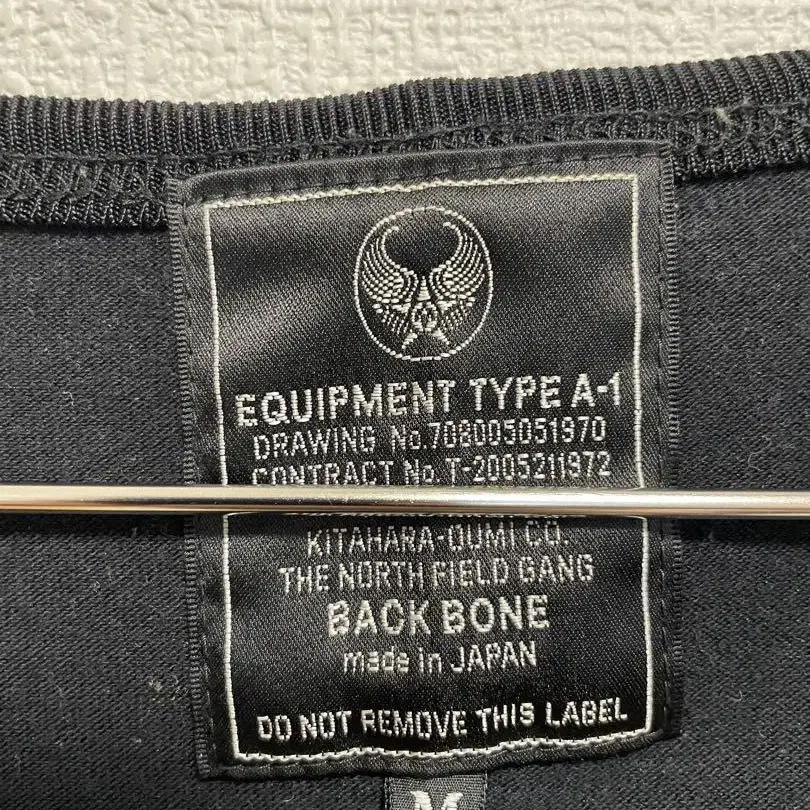 EQUIPMENT TYPE A-1
DRAWING No.708005051970
CONTRACT No. T-200520972
KITAHARA-OUMI CO.
THE NORTH FIELD GANG
BACK BONE
made in JAPAN
DO NOT REMOVE THIS LABEL
M